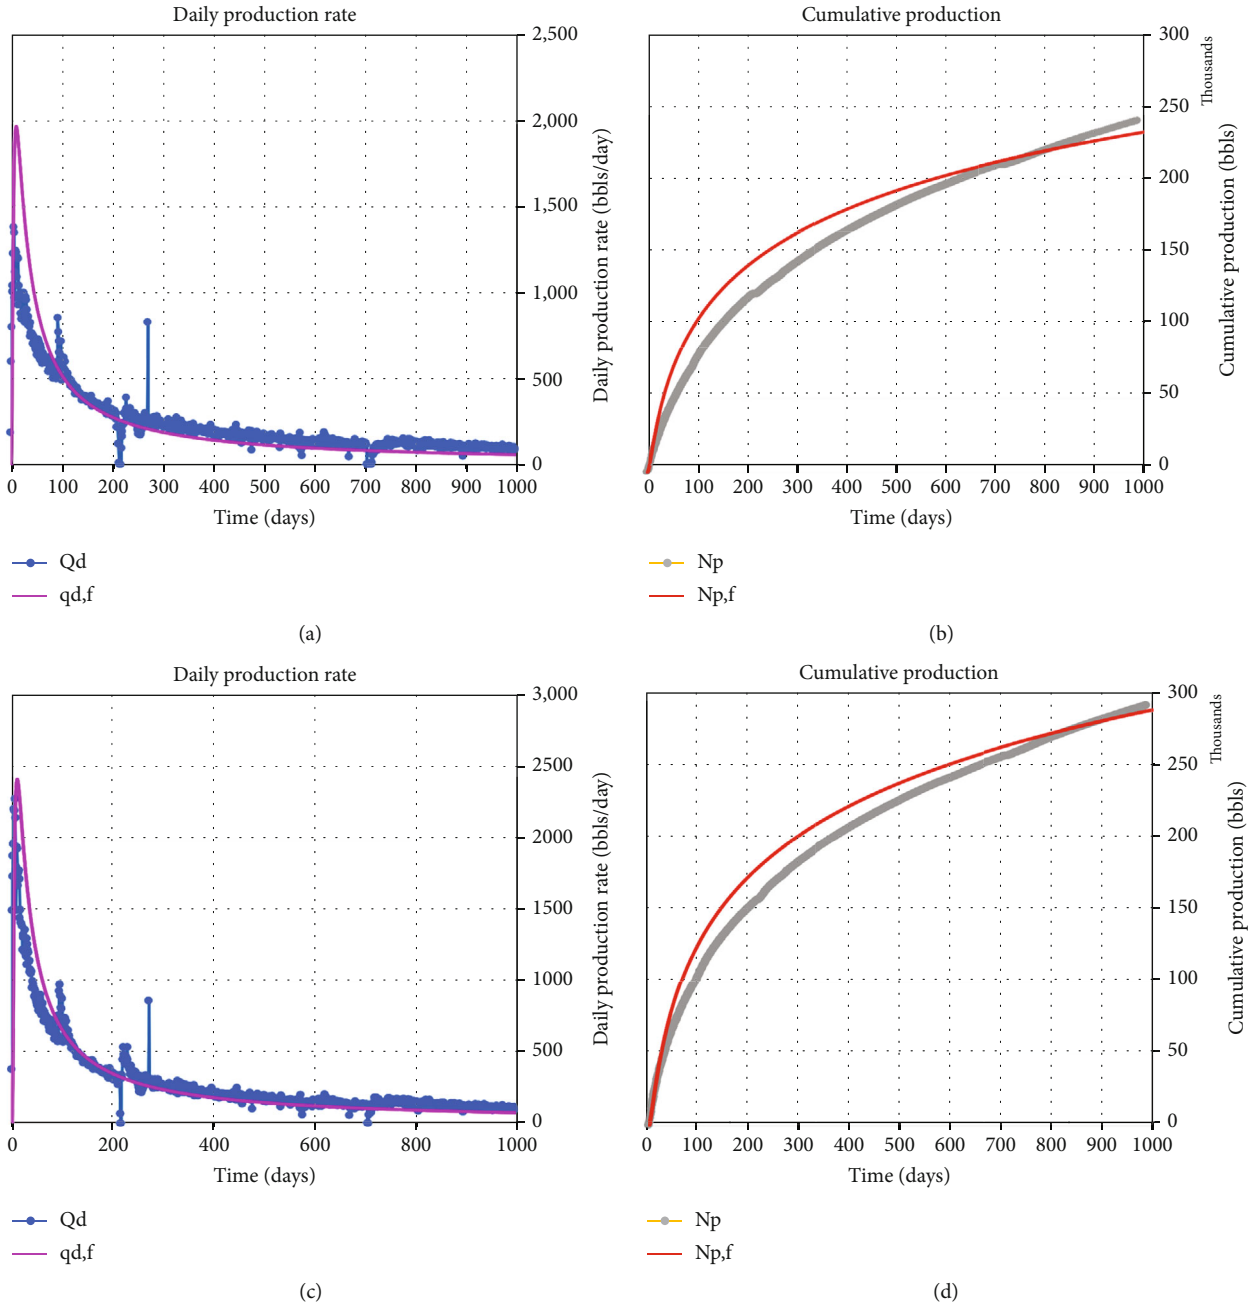 Daily production rate
2,500
2,000
1,500
1,000
500
0
Daily production rate (bbls/day)
0 100 200 300 400 500 600 700 800 900 1000
Time (days)
Qd
qd,f
(a)
Cumulative production
300
250
200
150
100
50
0
Thousands
Cumulative production (bbls)
0 100 200 300 400 500 600 700 800 900 1000
Time (days)
Np
Np,f
(b)
Daily production rate
3,000
2500
2000
1500
1000
500
0
Daily production rate (bbls/day)
0 200 400 600 800 1000
Time (days)
Qd
qd,f
(c)
Cumulative production
300
250
200
150
100
50
0
Thousands
Cumulative production (bbls)
0 100 200 300 400 500 600 700 800 900 1000
Time (days)
Np
Np,f
(d)